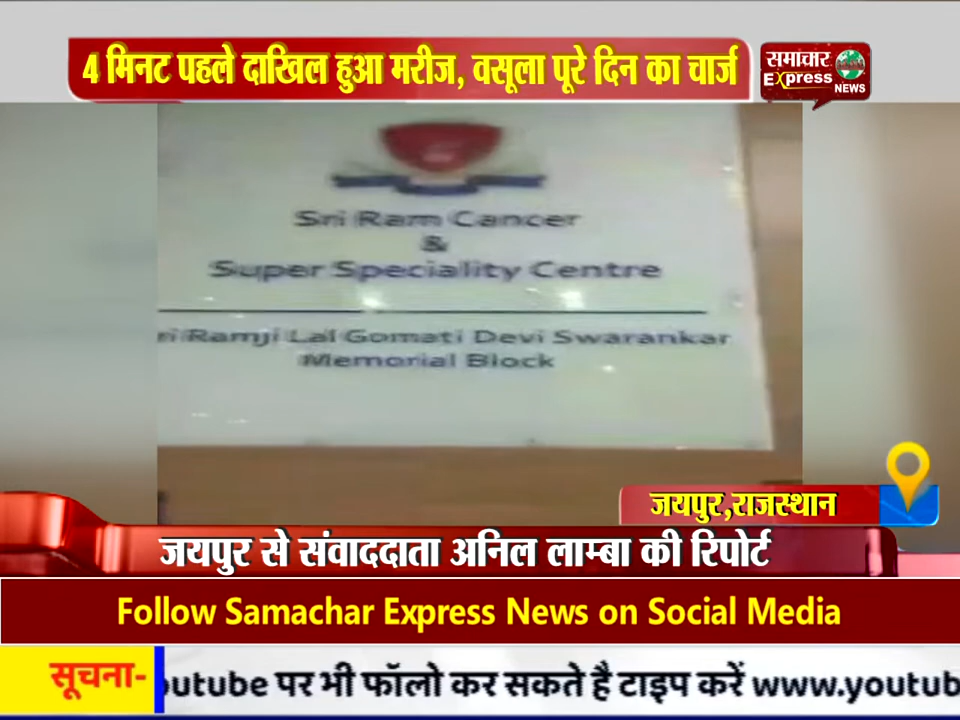 4 मिनट पहले दाखिल हुआ मरीज, वसूला पूरे दिन का चार्ज
समाचार
Express
NEWS
Sri Ram Cancer
&
Super Speciality Centre
ri Ramji Lal Gomati Devi Swarankar
Memorial Block
जयपुर,राजस्थान
जयपुर से संवाददाता अनिल लाम्बा की रिपोर्ट
Follow Samachar Express News on Social Media
सूचना- outube पर भी फॉलो कर सकते है टाइप करें www.youtub